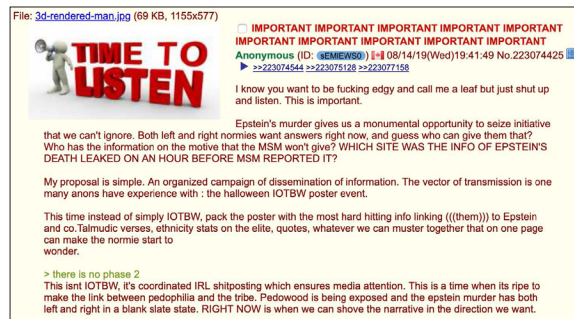 File: 3d-rendered-man.jpg (69 KB, 1155x577)
TIME TO
LISTEN
IMPORTANT IMPORTANT IMPORTANT IMPORTANT IMPORTANT
IMPORTANT IMPORTANT IMPORTANT IMPORTANT IMPORTANT
Anonymous (ID: sEMIEWS0) 08/14/19(Wed)19:41:49 No.223074425
>>223074544 >>223075128 >>223077158
I know you want to be fucking edgy and call me a leaf but just shut up
and listen. This is important.
Epstein's murder gives us a monumental opportunity to seize initiative
that we can't ignore. Both left and right normies want answers right now, and guess who can give them that?
Who has the information on the motive that the MSM won't give? WHICH SITE WAS THE INFO OF EPSTEIN'S
DEATH LEAKED ON AN HOUR BEFORE MSM REPORTED IT?
My proposal is simple. An organized campaign of dissemination of information. The vector of transmission is one
many anons have experience with : the halloween IOTBW poster event.
This time instead of simply IOTBW, pack the poster with the most hard hitting info linking (((them))) to Epstein
and co.Talmudic verses, ethnicity stats on the elite, quotes, whatever we can muster together that on one page
can make the normie start to
wonder.
> there is no phase 2
This isnt IOTBW, it's coordinated IRL shitposting which ensures media attention. This is a time when its ripe to
make the link between pedophilia and the tribe. Pedowood is being exposed and the epstein murder has both
left and right in a blank slate state. RIGHT NOW is when we can shove the narrative in the direction we want.